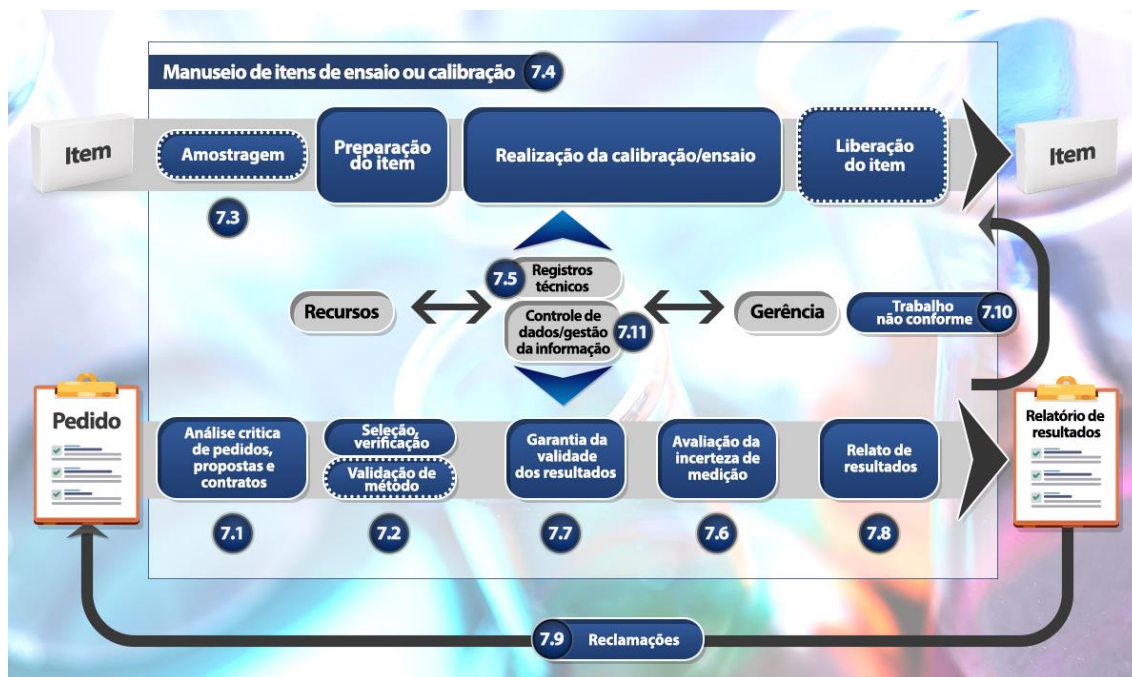 Manuseio de itens de ensaio ou calibração 7.4
Item
Amostragem
7.3
Preparação
do item
Realização da calibração/ensaio
Liberação
do item
Item
Recursos
7.5 Registros
técnicos
Controle de
dados/gestão
da informação
7.11
Gerência
Trabalho
não conforme
7.10
Pedido
Análise critica
de pedidos,
propostas e
contratos
7.1
Seleção,
verificação
Validação de
método
7.2
Garantia da
validade
dos resultados
7.7
Avaliação da
incerteza de
medição
7.6
Relato de
resultados
7.8
Relatório de
resultados
7.9 Reclamações